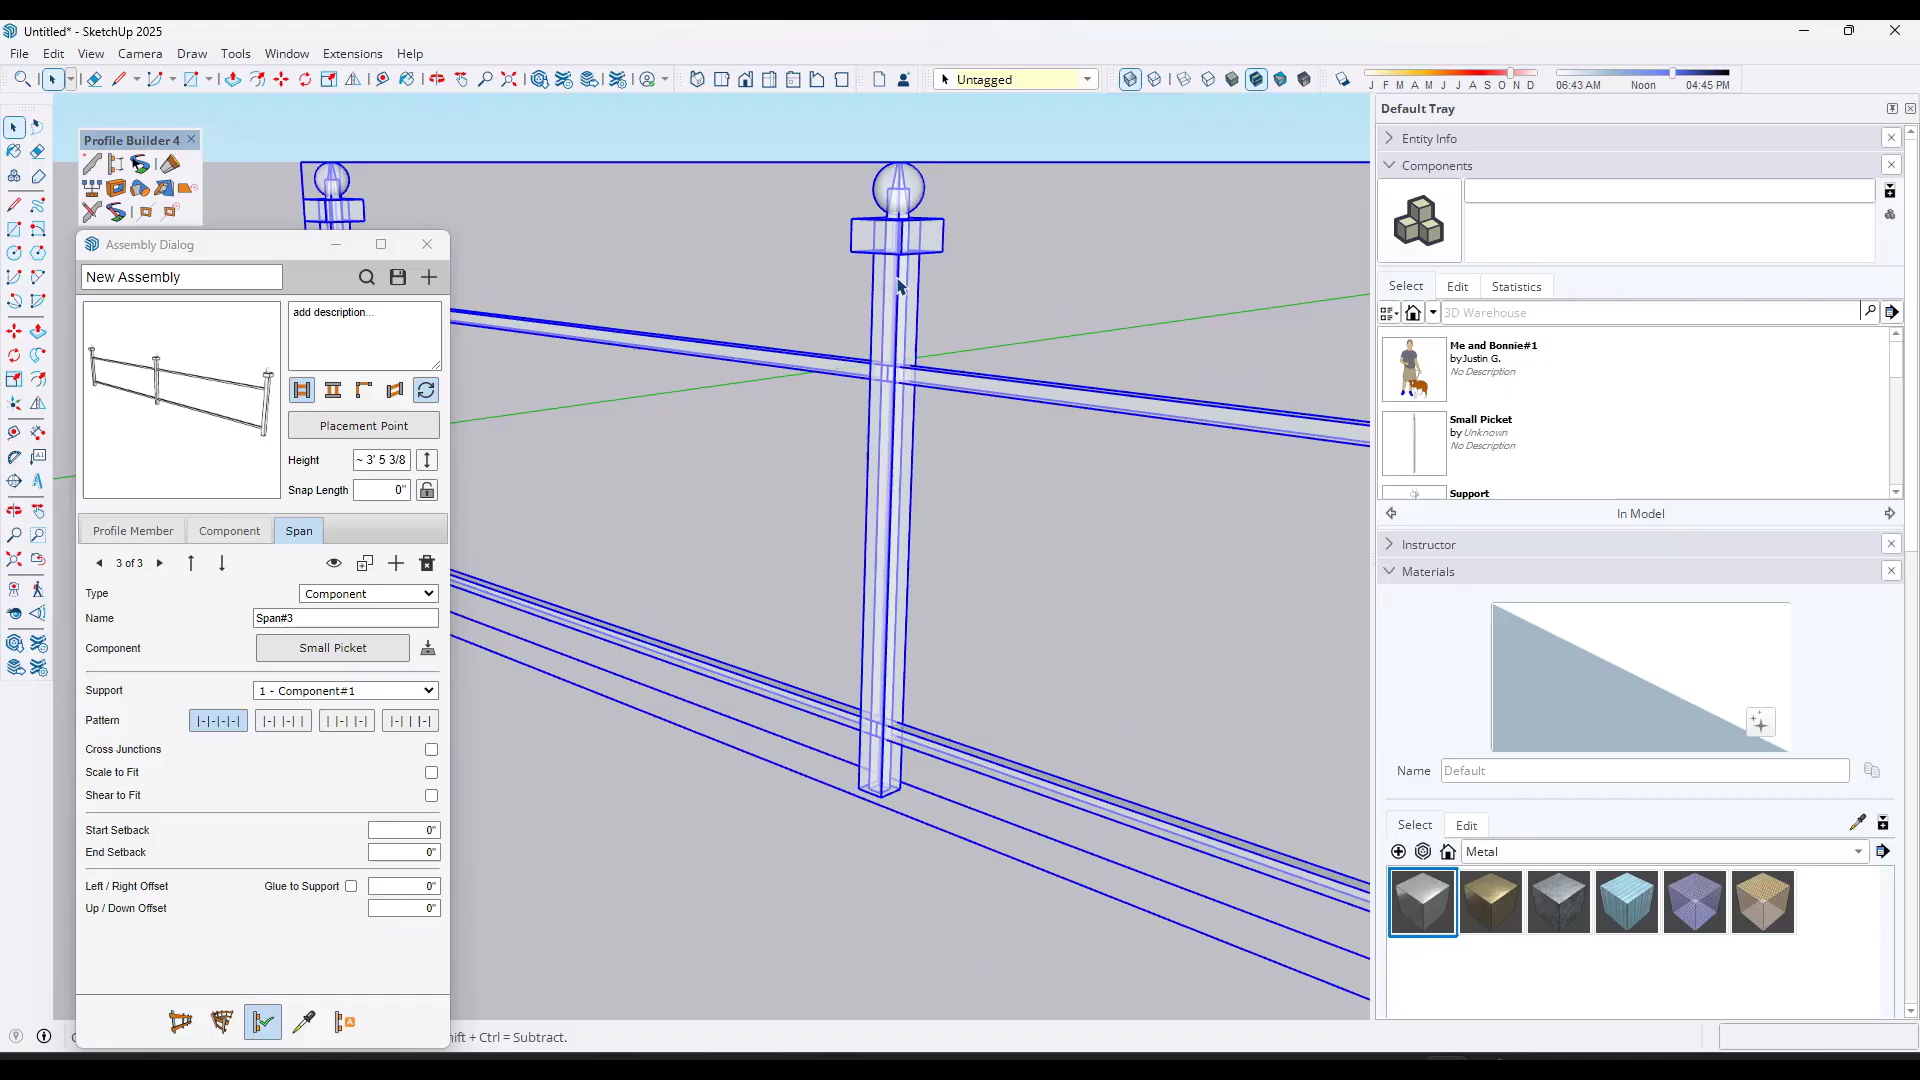 Untitled* - SketchUp 2025
File Edit View Camera Draw Tools Window Extensions Help
Untagged
J F M A M J J A S O N D
06:43 AM Noon 04:45 PM
Default Tray
Entity Info
Components
Select Edit Statistics
3D Warehouse
Me and Bonnie#1
by Justin G.
No Description
Small Picket
by Unknown
No Description
Support
In Model
Instructor
Materials
Name Default
Select Edit
Metal
Profile Builder 4
Assembly Dialog
New Assembly
add description...
Placement Point
Height ~ 3' 5 3/8
Snap Length 0"
Profile Member Component Span
3 of 3
Type Component
Name Span#3
Component Small Picket
Support 1 - Component#1
Pattern |-|-|-|-| |-| |-| | | |-| |-| |-| | |-|
Cross Junctions
Scale to Fit
Shear to Fit
Start Setback 0"
End Setback 0"
Left / Right Offset Glue to Support 0"
Up / Down Offset 0"
ift + Ctrl = Subtract.